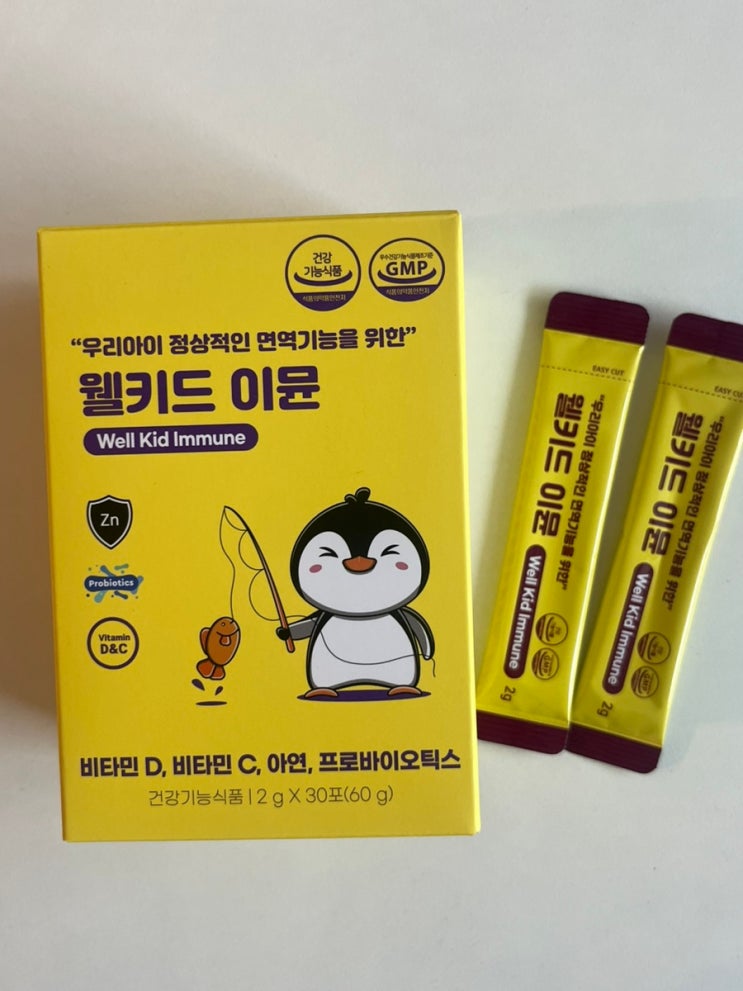 건강
기능식품
식품의약품안전처
우수건강기능식품제조기준
GMP
식품의약품안전처
“우리아이 정상적인 면역기능을 위한”
웰키드 이뮨
Well Kid Immune
Zn
Probiotics
Vitamin
D&C
비타민 D, 비타민 C, 아연, 프로바이오틱스
건강기능식품 | 2 g X 30포(60 g)
EASY CUT
“우리아이 정상적인 면역기능을 위한”
웰키드 이뮨
Well Kid Immune
GMP
2g
EASY CU
“우리아이 정상적인 면역기능을 위한”
웰키드 이뮨
Well Kid Immune
GMP
2g